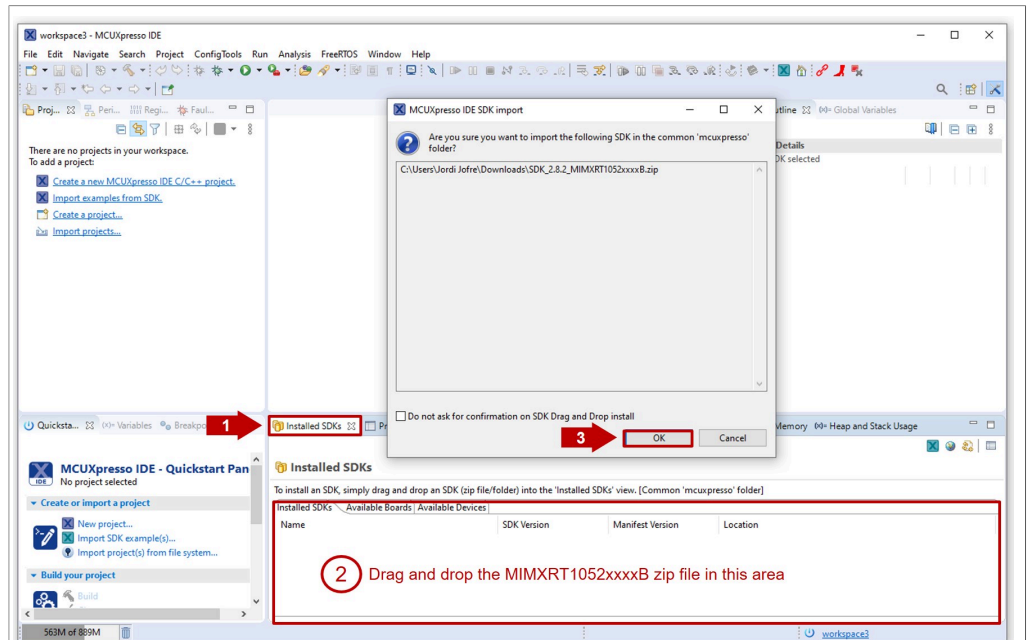 workspace3 - MCUXpresso IDE
File Edit Navigate Search Project ConfigTools Run Analysis FreeRTOS Window Help
Proj... Peri... Regi... Faul...
There are no projects in your workspace.
To add a project:
Create a new MCUXpresso IDE C/C++ project.
Import examples from SDK.
Create a project...
Import projects...
MCUXpresso IDE SDK import
Are you sure you want to import the following SDK in the common 'mcuxpresso'
folder?
C:\Users\Jordi Jofre\Downloads\SDK_2.8.2_MIMXRT1052xxxxB.zip
Do not ask for confirmation on SDK Drag and Drop install
3
OK Cancel
utline Global Variables
Details
DK selected
Quicksta... Variables Breakpo
1
Installed SDKs Pr
Memory Heap and Stack Usage
IDE
MCUXpresso IDE - Quickstart Pan
No project selected
Create or import a project
New project...
Import SDK example(s)...
Import project(s) from file system...
Build your project
Build
Installed SDKs
To install an SDK, simply drag and drop an SDK (zip file/folder) into the 'Installed SDKs' view. [Common 'mcuxpresso' folder]
Installed SDKs Available Boards Available Devices
Name SDK Version Manifest Version Location
2 Drag and drop the MIMXRT1052xxxxB zip file in this area
563M of 889M
workspace3